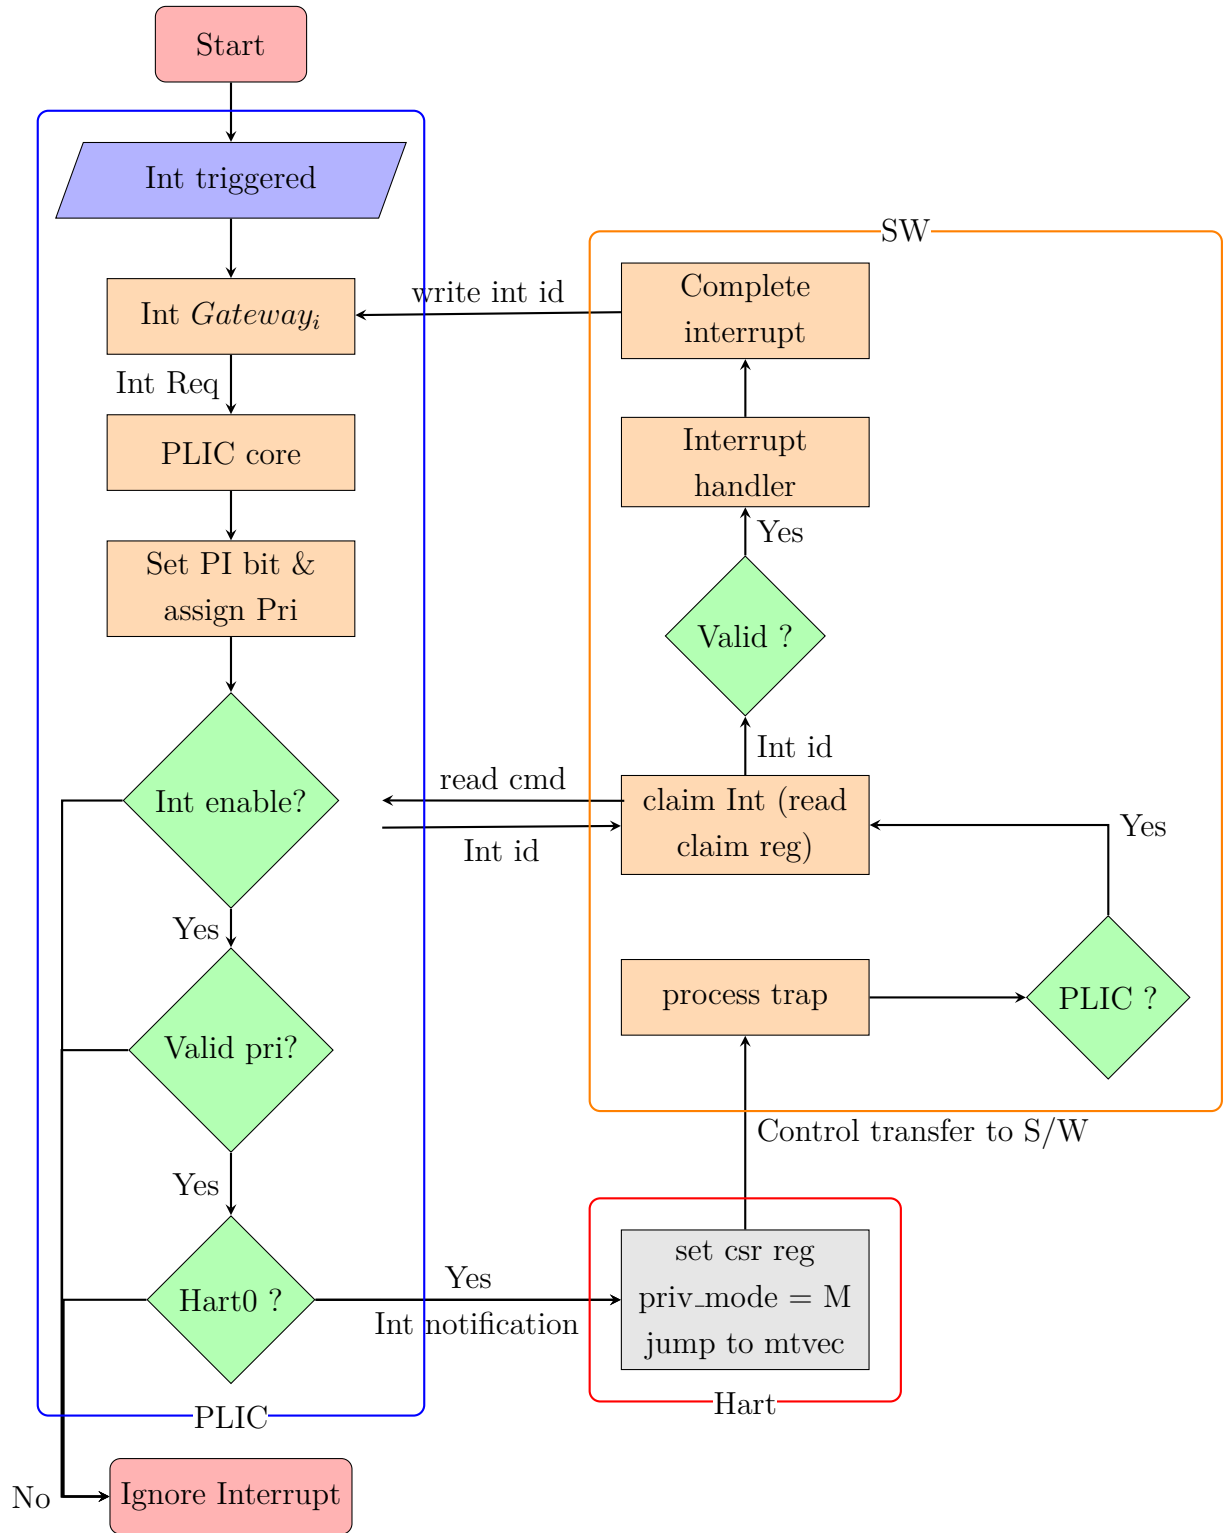 Start
Int triggered
Int Gateway_i
Int Req
PLIC core
Set PI bit &
assign Pri
Int enable?
Yes
Valid pri?
Yes
Hart0 ?
Yes
Int notification
PLIC
No
Ignore Interrupt
SW
Complete
interrupt
write int id
Interrupt
handler
Yes
Valid ?
Int id
read cmd
Int id
claim Int (read
claim reg)
Yes
process trap
PLIC ?
Control transfer to S/W
set csr reg
priv_mode = M
jump to mtvec
Hart